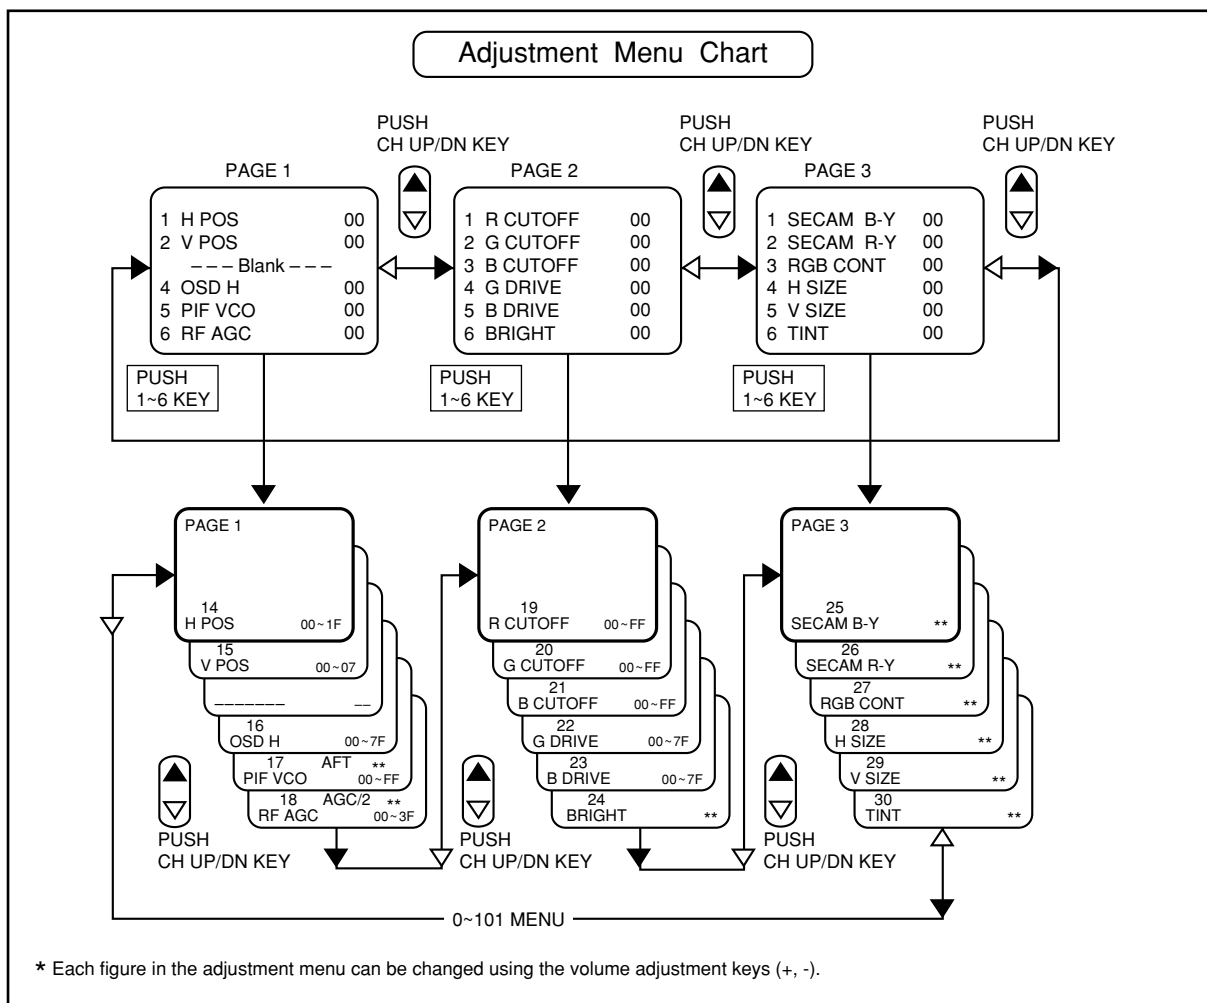 Adjustment Menu Chart
PUSH
CH UP/DN KEY
PUSH
CH UP/DN KEY
PUSH
CH UP/DN KEY
PAGE 1
1 H POS 00
2 V POS 00
– – – Blank – – –
4 OSD H 00
5 PIF VCO 00
6 RF AGC 00
PUSH
1~6 KEY
PAGE 2
1 R CUTOFF 00
2 G CUTOFF 00
3 B CUTOFF 00
4 G DRIVE 00
5 B DRIVE 00
6 BRIGHT 00
PUSH
1~6 KEY
PAGE 3
1 SECAM B-Y 00
2 SECAM R-Y 00
3 RGB CONT 00
4 H SIZE 00
5 V SIZE 00
6 TINT 00
PUSH
1~6 KEY
PAGE 1
14
H POS 00~1F
15
V POS 00~07
––––––– ––
16
OSD H 00~7F
17 AFT **
PIF VCO 00~FF
18 AGC/2 **
RF AGC 00~3F
PUSH
CH UP/DN KEY
PAGE 2
19
R CUTOFF 00~FF
20
G CUTOFF 00~FF
21
B CUTOFF 00~FF
22
G DRIVE 00~7F
23
B DRIVE 00~7F
24
BRIGHT **
PUSH
CH UP/DN KEY
PAGE 3
25
SECAM B-Y **
26
SECAM R-Y **
27
RGB CONT **
28
H SIZE **
29
V SIZE **
30
TINT **
PUSH
CH UP/DN KEY
0~101 MENU
* Each figure in the adjustment menu can be changed using the volume adjustment keys (+, -).